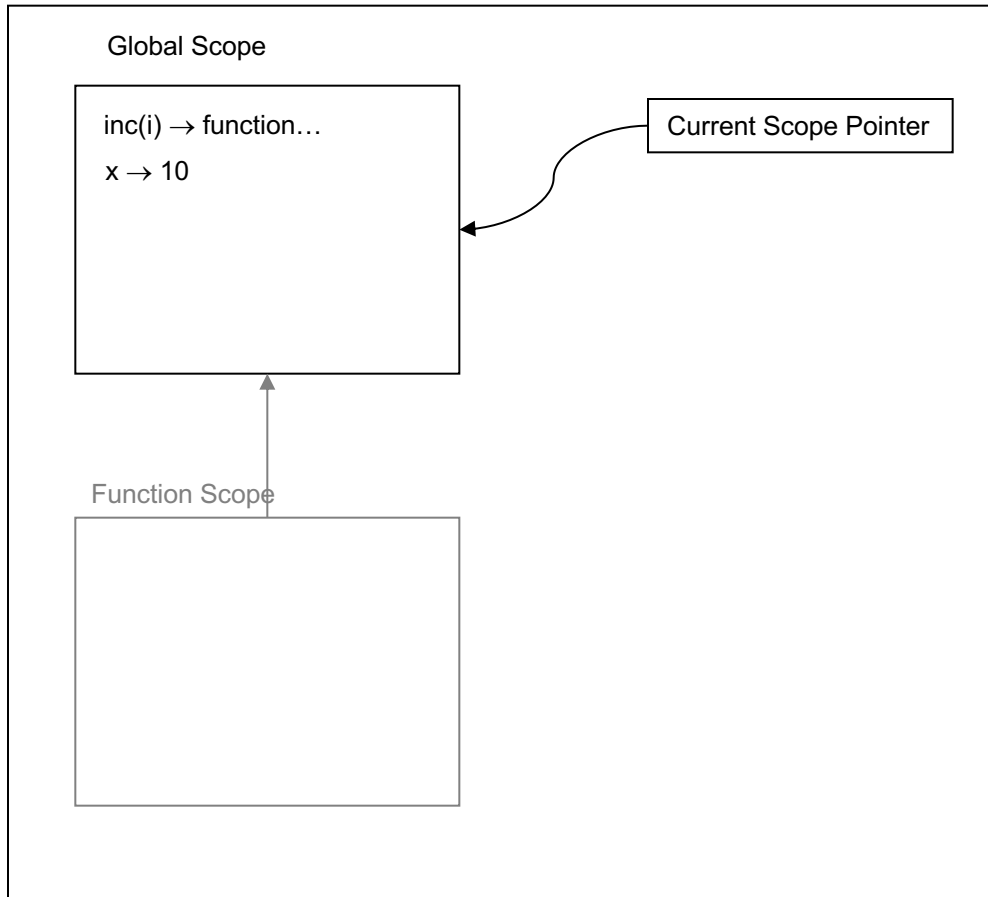 Global Scope
inc(i) → function…
x → 10
Current Scope Pointer
Function Scope